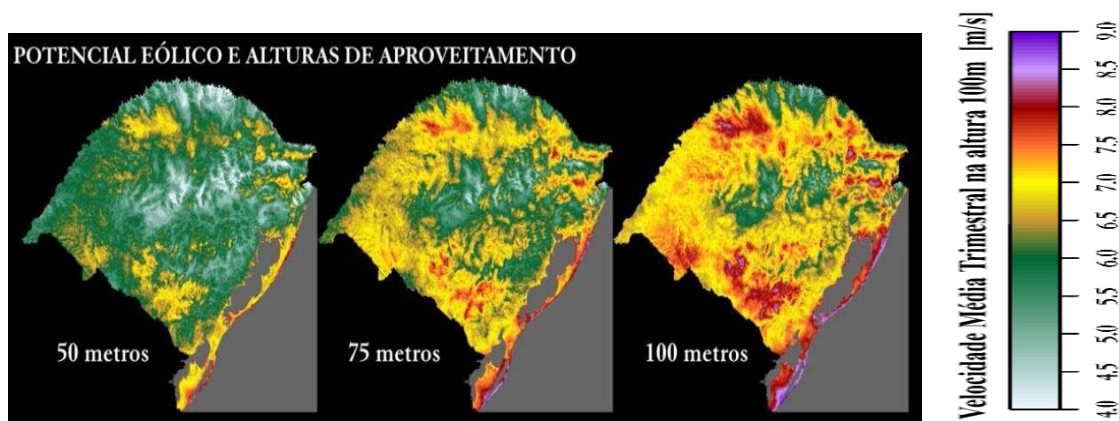 POTENCIAL EÓLICO E ALTURAS DE APROVEITAMENTO
50 metros
75 metros
100 metros
Velocidade Média Trimestral na altura 100m [m/s]
9.0
8.5
8.0
7.5
7.0
6.5
6.0
5.5
5.0
4.5
4.0